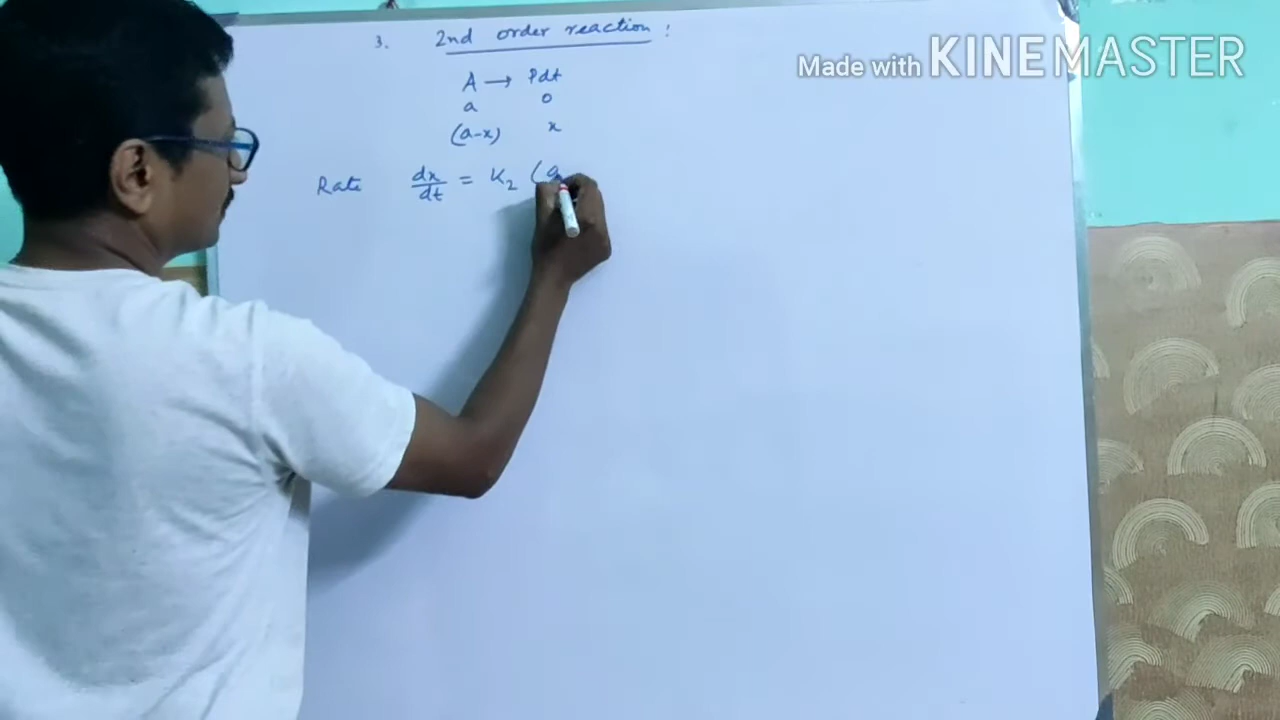 3. 2nd order reaction :
A → Pdt
a 0
(a-x) x
Rate dx/dt = K₂ (a
Made with KINEMASTER